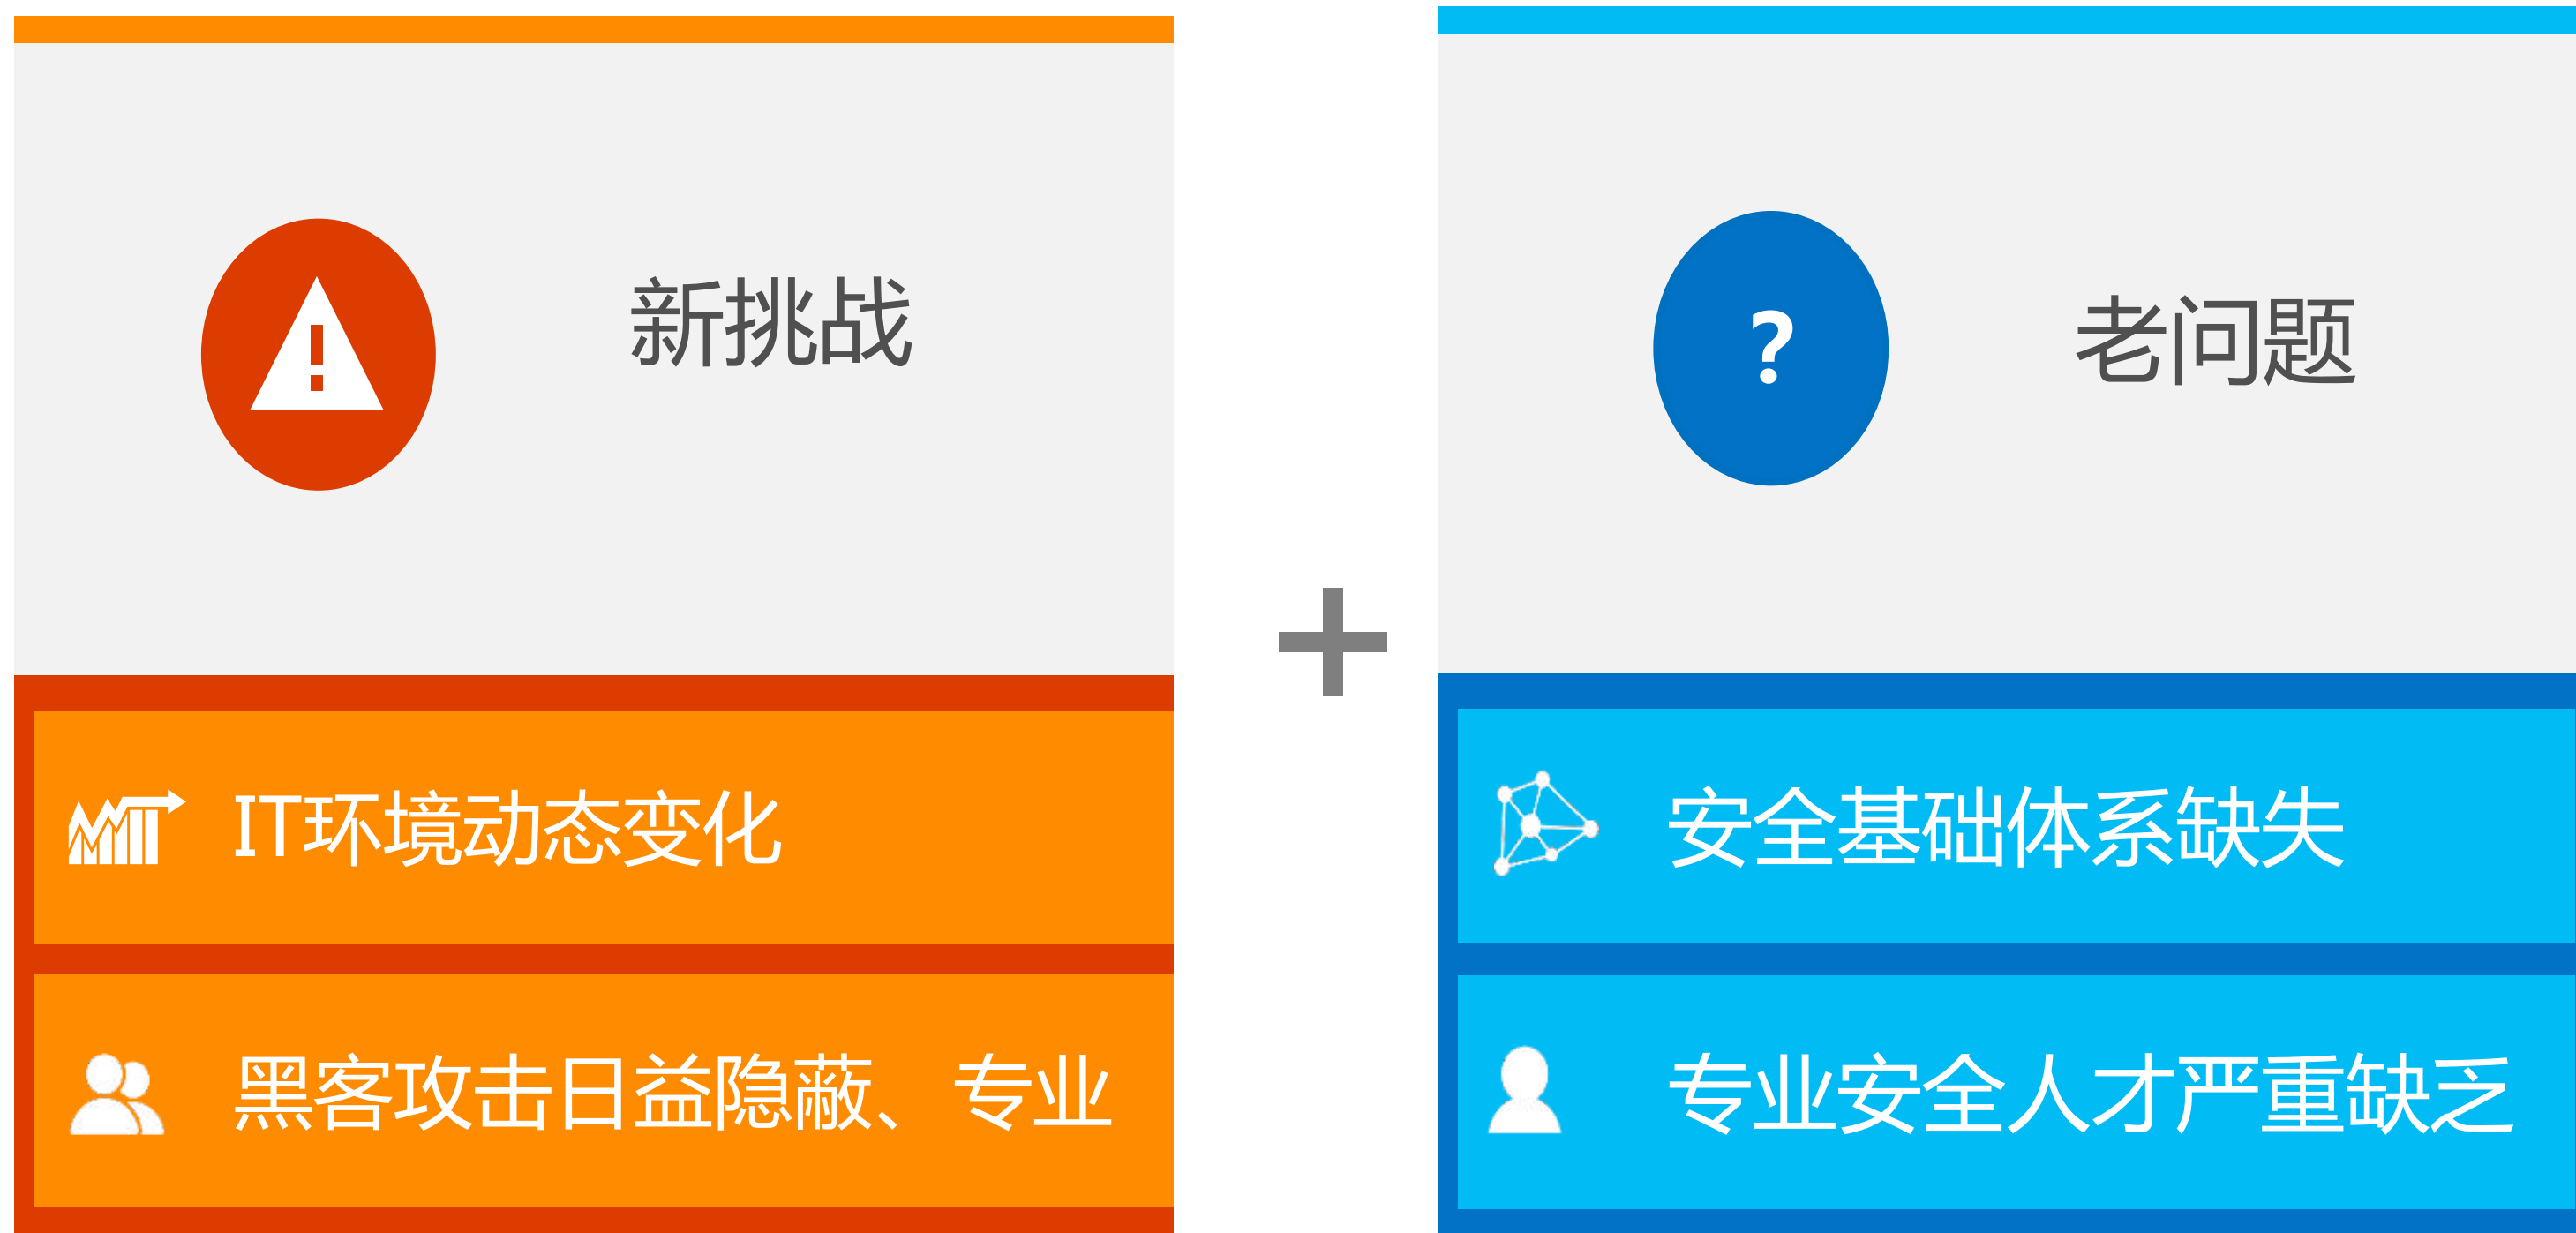 新挑战
IT环境动态变化
黑客攻击日益隐蔽、专业
+
?
老问题
安全基础体系缺失
专业安全人才严重缺乏